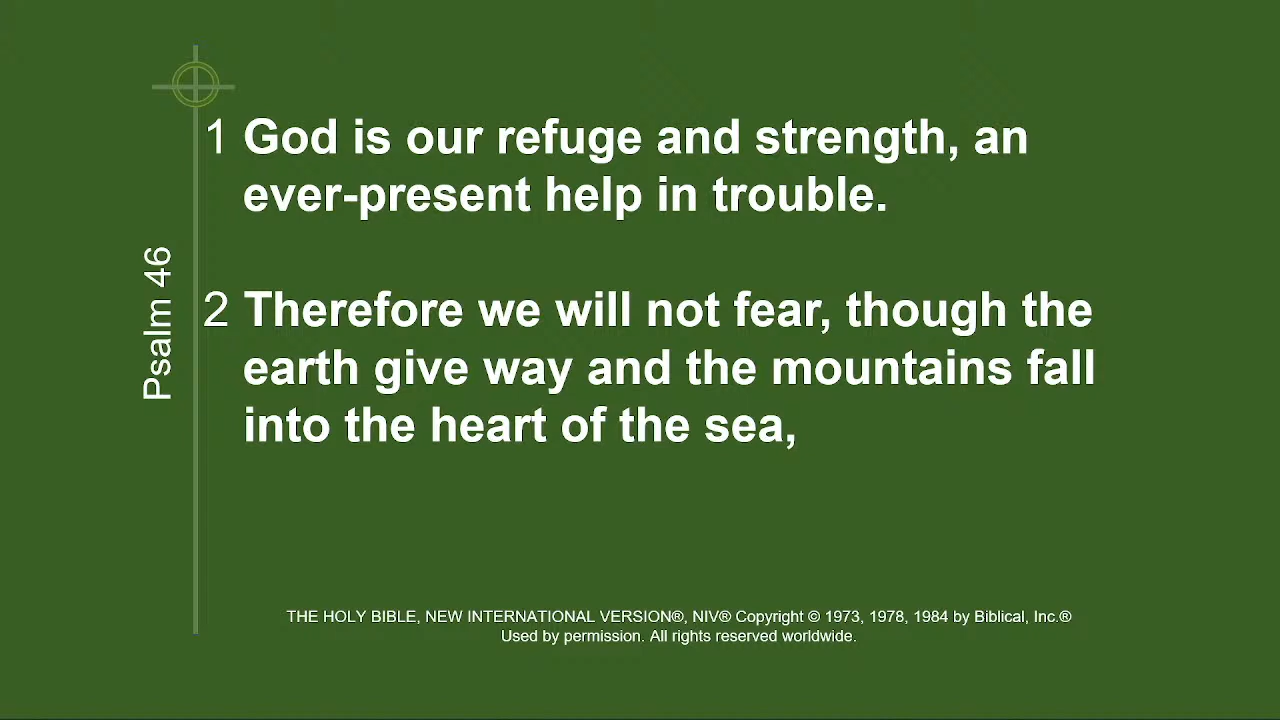 Psalm 46
1 God is our refuge and strength, an
ever-present help in trouble.
2 Therefore we will not fear, though the
earth give way and the mountains fall
into the heart of the sea,
THE HOLY BIBLE, NEW INTERNATIONAL VERSION®, NIV® Copyright © 1973, 1978, 1984 by Biblical, Inc.®
Used by permission. All rights reserved worldwide.